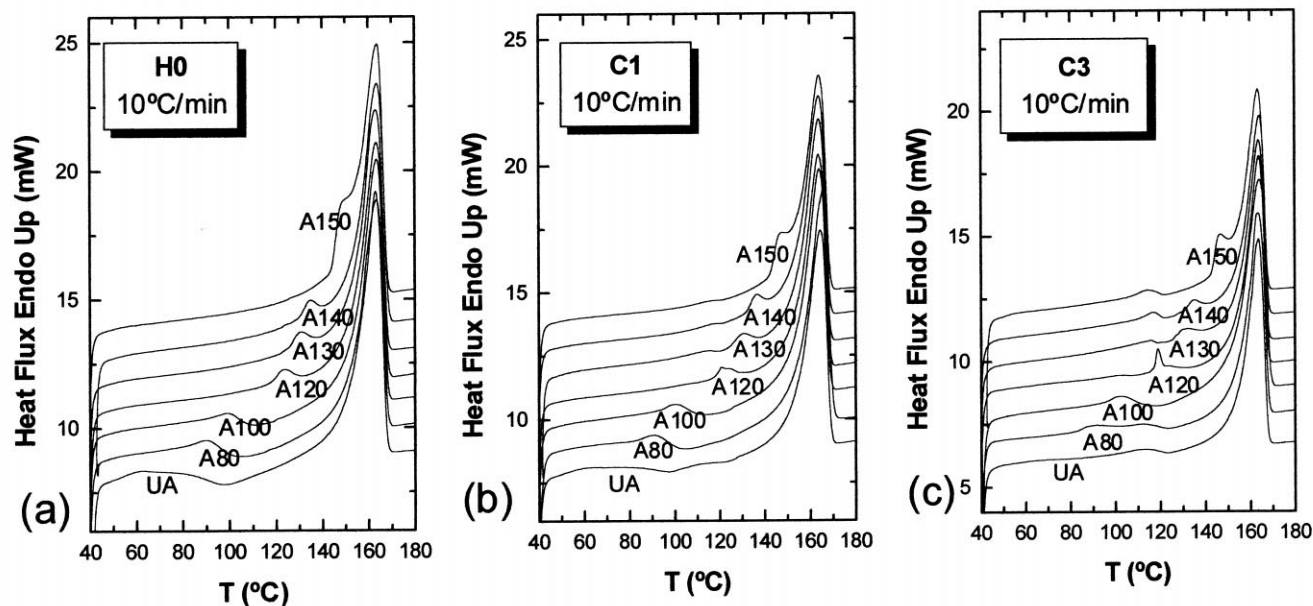 H0
10ºC/min
Heat Flux Endo Up (mW)
25
20
15
10
A150
A140
A130
A120
A100
A80
UA
(a)
40 60 80 100 120 140 160 180
T (ºC)
C1
10ºC/min
Heat Flux Endo Up (mW)
25
20
15
10
A150
A140
A130
A120
A100
A80
UA
(b)
40 60 80 100 120 140 160 180
T (ºC)
C3
10ºC/min
Heat Flux Endo Up (mW)
20
15
10
5
A150
A140
A130
A120
A100
A80
UA
(c)
40 60 80 100 120 140 160 180
T (ºC)